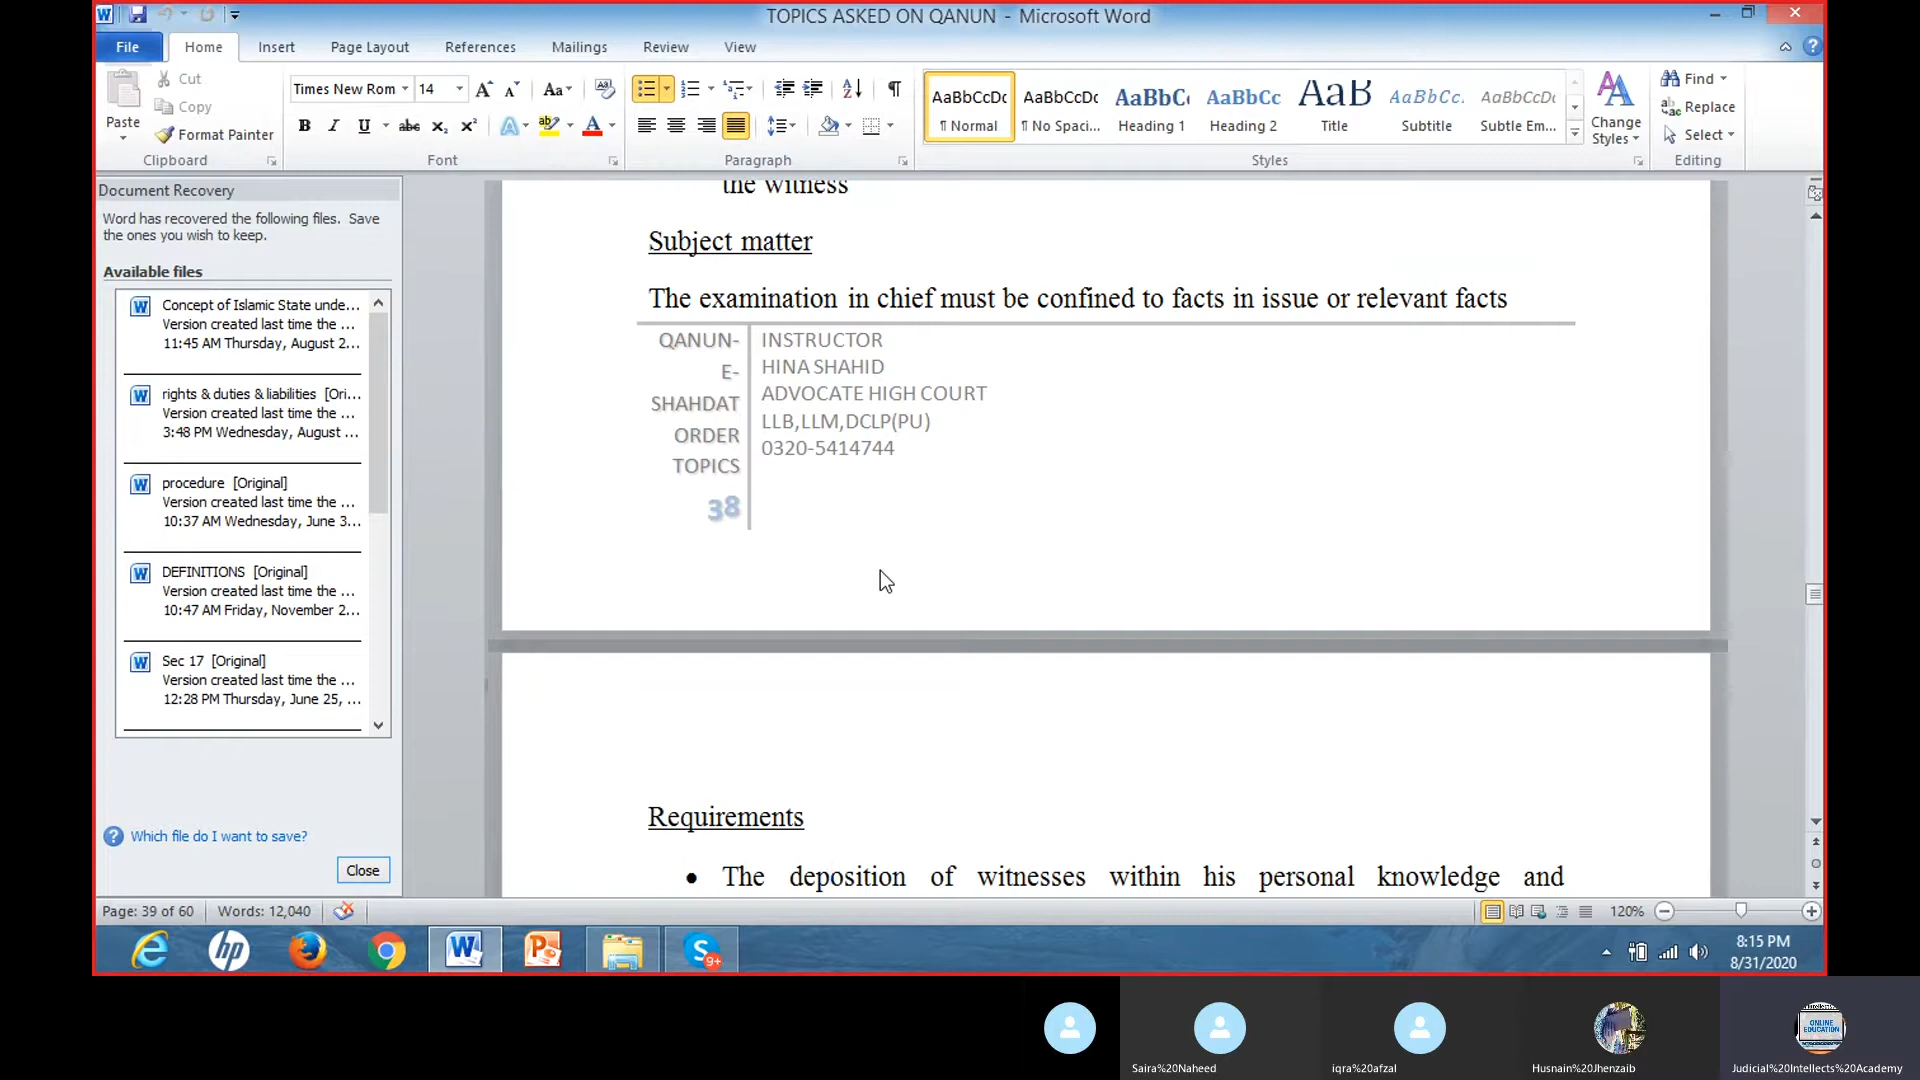 TOPICS ASKED ON QANUN - Microsoft Word
File Home Insert Page Layout References Mailings Review View
Paste
Cut
Copy
Format Painter
Clipboard
Times New Rom 14
Font
Paragraph
AaBbCcDc AaBbCcDc AaBbC AaBbCc AaB AaBbCc. AaBbCcDc
¶ Normal ¶ No Spaci... Heading 1 Heading 2 Title Subtitle Subtle Em...
Styles
Change
Styles
Find
Replace
Select
Editing
Document Recovery
Word has recovered the following files. Save
the ones you wish to keep.
Available files
Concept of Islamic State unde...
Version created last time the ...
11:45 AM Thursday, August 2...
rights & duties & liabilities [Ori...
Version created last time the ...
3:48 PM Wednesday, August ...
procedure [Original]
Version created last time the ...
10:37 AM Wednesday, June 3...
DEFINITIONS [Original]
Version created last time the ...
10:47 AM Friday, November 2...
Sec 17 [Original]
Version created last time the ...
12:28 PM Thursday, June 25, ...
Which file do I want to save?
Close
the witness
Subject matter
The examination in chief must be confined to facts in issue or relevant facts
QANUN-
E-
SHAHDAT
ORDER
TOPICS
38
INSTRUCTOR
HINA SHAHID
ADVOCATE HIGH COURT
LLB,LLM,DCLP(PU)
0320-5414744
Requirements
• The deposition of witnesses within his personal knowledge and
Page: 39 of 60 Words: 12,040 120%
9+
8:15 PM
8/31/2020
ONLINE
EDUCATION
Saira%20Naheed iqra%20afzal Husnain%20Jhenzaib Judicial%20Intellects%20Academy